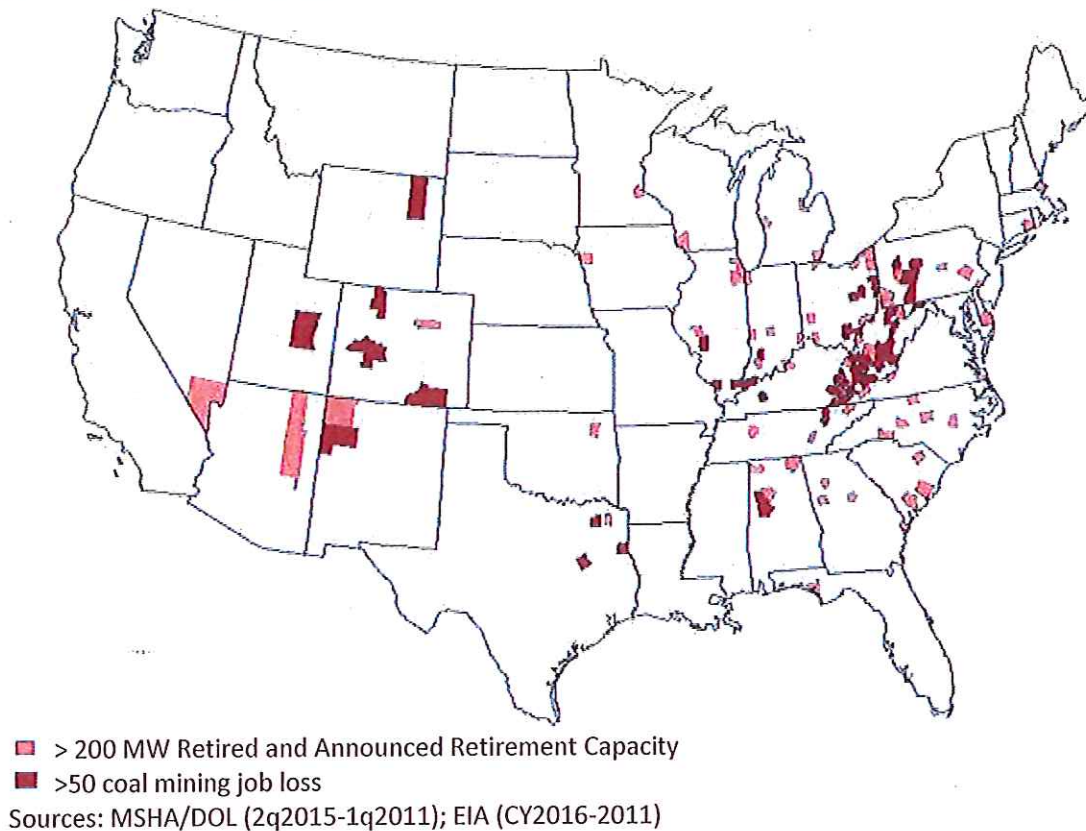 > 200 MW Retired and Announced Retirement Capacity
>50 coal mining job loss
Sources: MSHA/DOL (2q2015-1q2011); EIA (CY2016-2011)